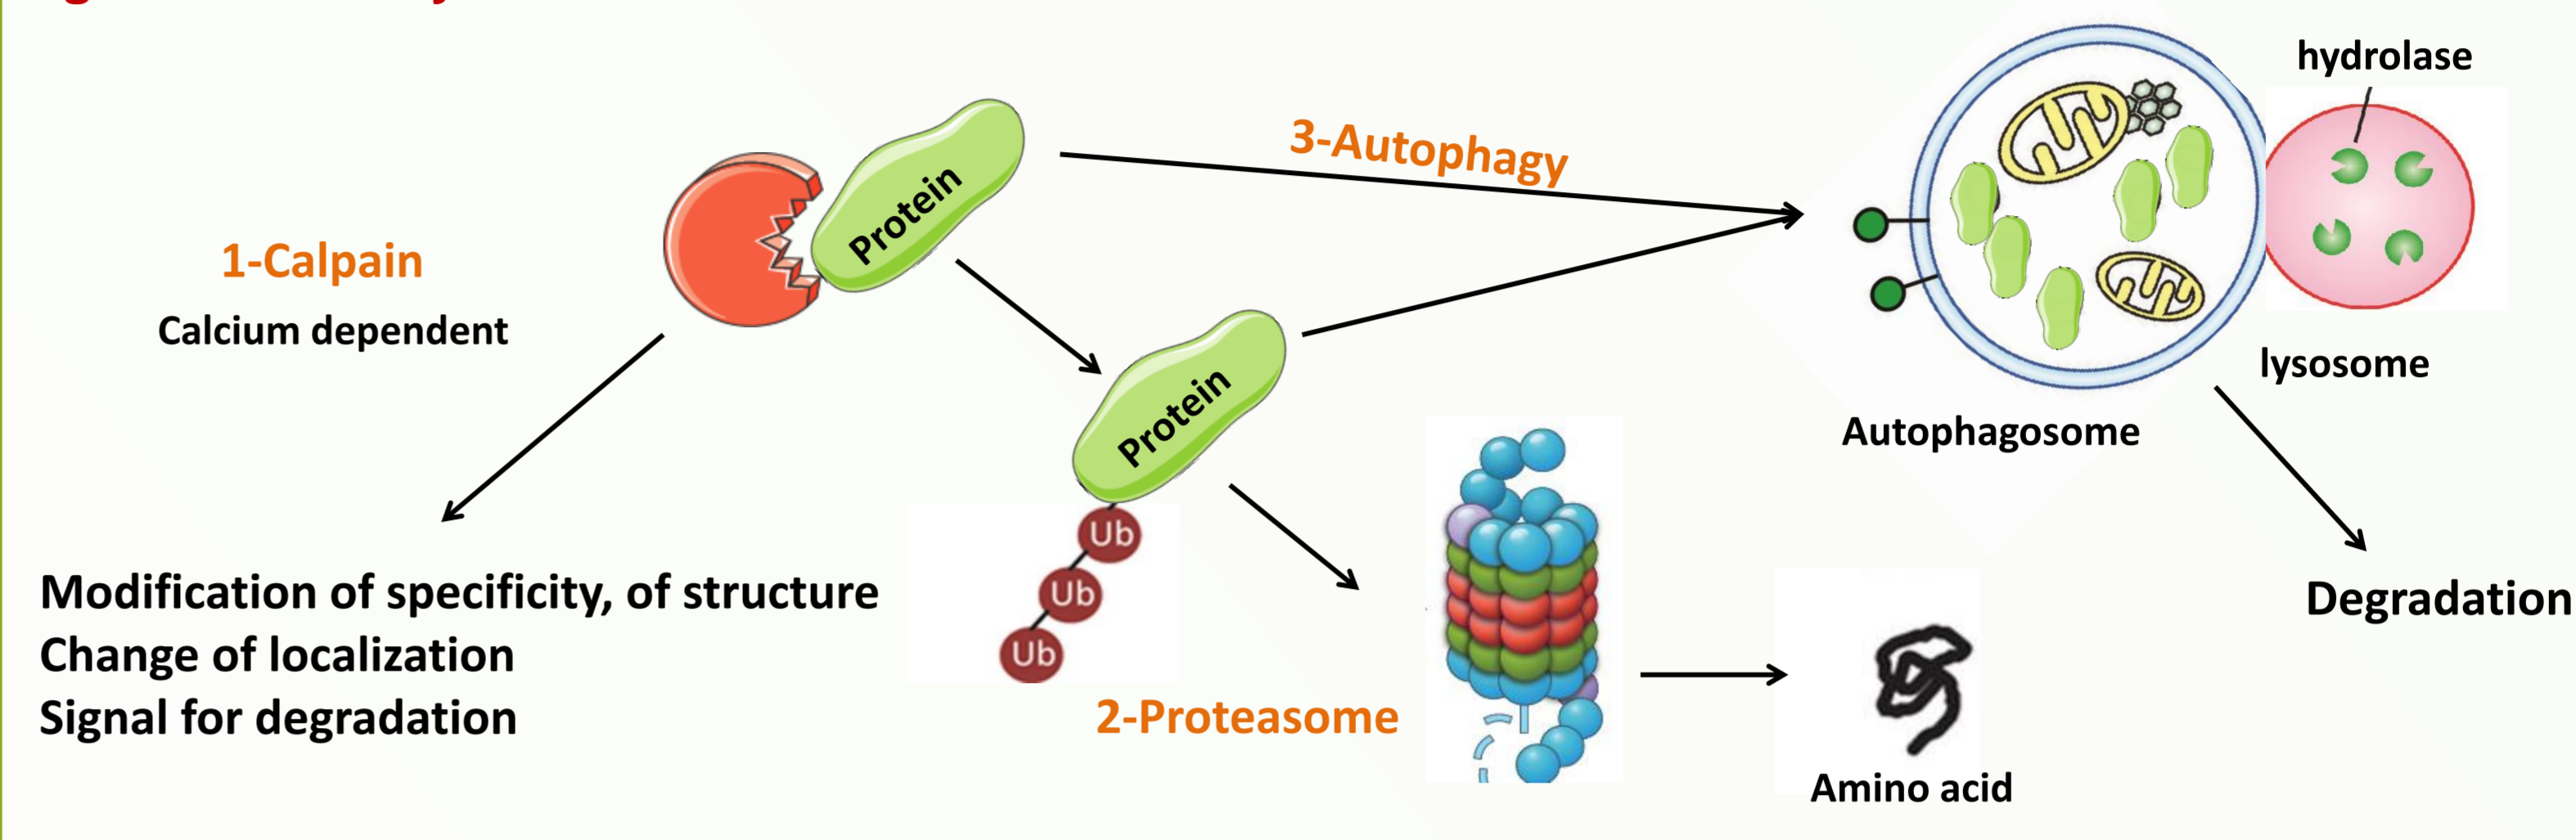 hydrolase
3-Autophagy
Protein
1-Calpain
Calcium dependent
lysosome
Protein
Autophagosome
Ub
Modification of specificity, of structure
Ub
Degradation
Change of localization
Ub
Signal for degradation
2-Proteasome
Amino acid